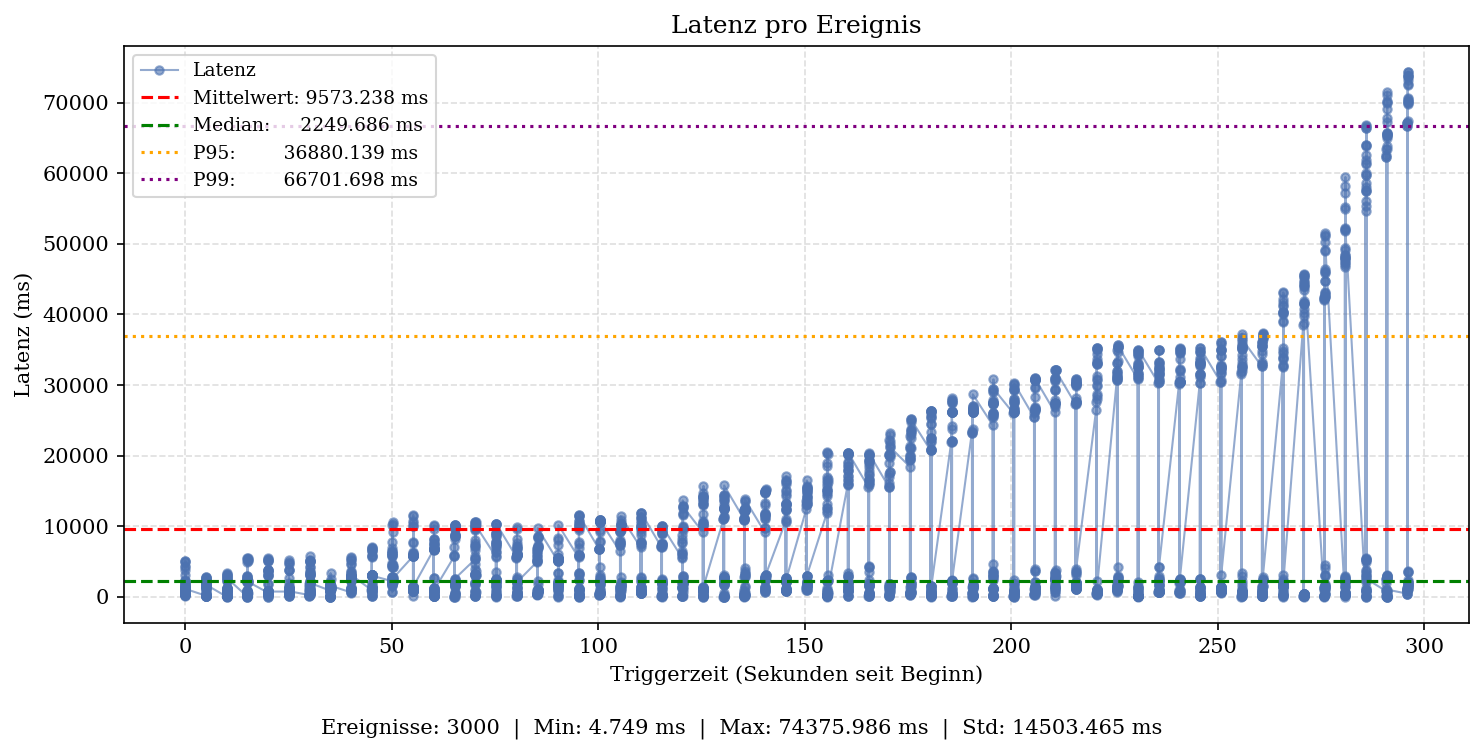 Latenz pro Ereignis
Latenz
Mittelwert: 9573.238 ms
Median: 2249.686 ms
P95: 36880.139 ms
P99: 66701.698 ms
Latenz (ms)
70000
60000
50000
40000
30000
20000
10000
0
0 50 100 150 200 250 300
Triggerzeit (Sekunden seit Beginn)
Ereignisse: 3000 | Min: 4.749 ms | Max: 74375.986 ms | Std: 14503.465 ms